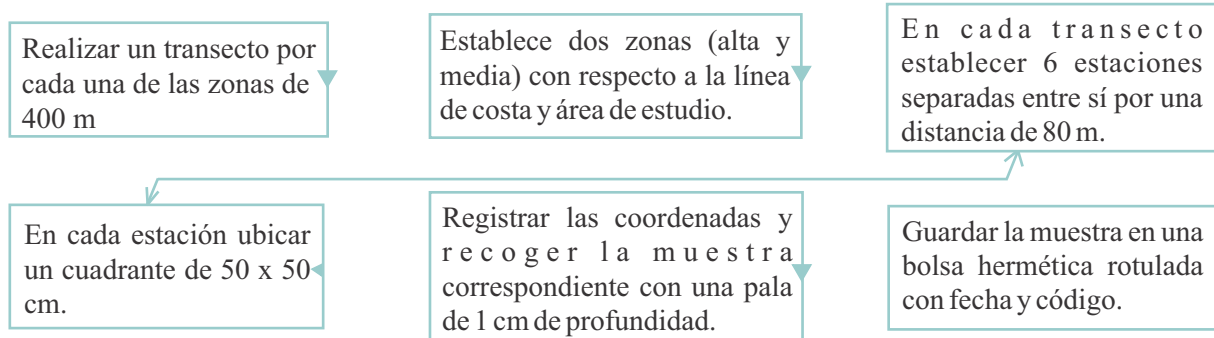 Realizar un transecto por
cada una de las zonas de
400 m
Establece dos zonas (alta y
media) con respecto a la línea
de costa y área de estudio.
En cada transecto
establecer 6 estaciones
separadas entre sí por una
distancia de 80 m.
En cada estación ubicar
un cuadrante de 50 x 50
cm.
Registrar las coordenadas y
recoger la muestra
correspondiente con una pala
de 1 cm de profundidad.
Guardar la muestra en una
bolsa hermética rotulada
con fecha y código.